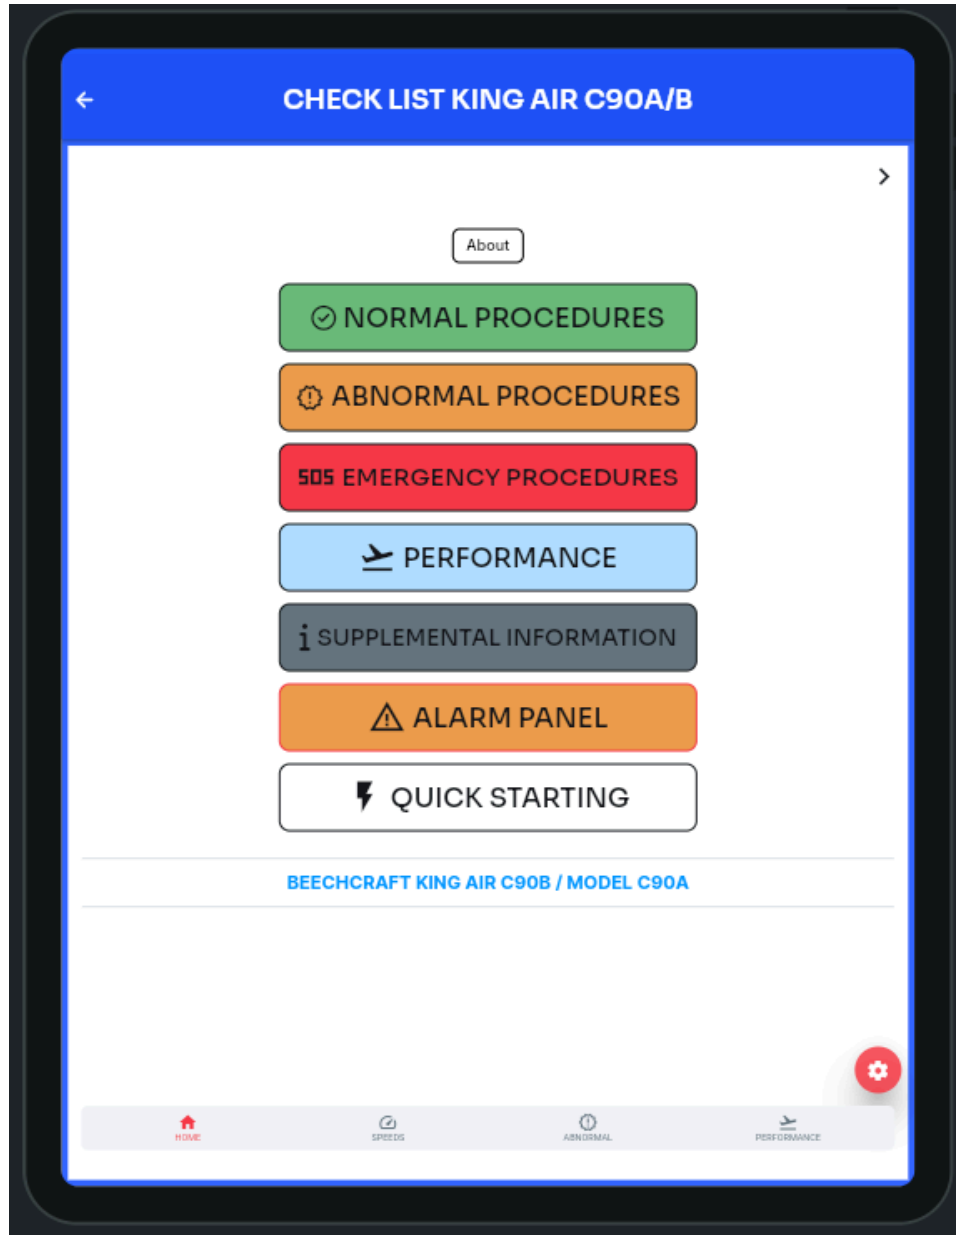 CHECK LIST KING AIR C90A/B
About
NORMAL PROCEDURES
ABNORMAL PROCEDURES
SOS EMERGENCY PROCEDURES
PERFORMANCE
SUPPLEMENTAL INFORMATION
ALARM PANEL
QUICK STARTING
BEECHCRAFT KING AIR C90B / MODEL C90A
HOME
SPEEDS
ABNORMAL
PERFORMANCE